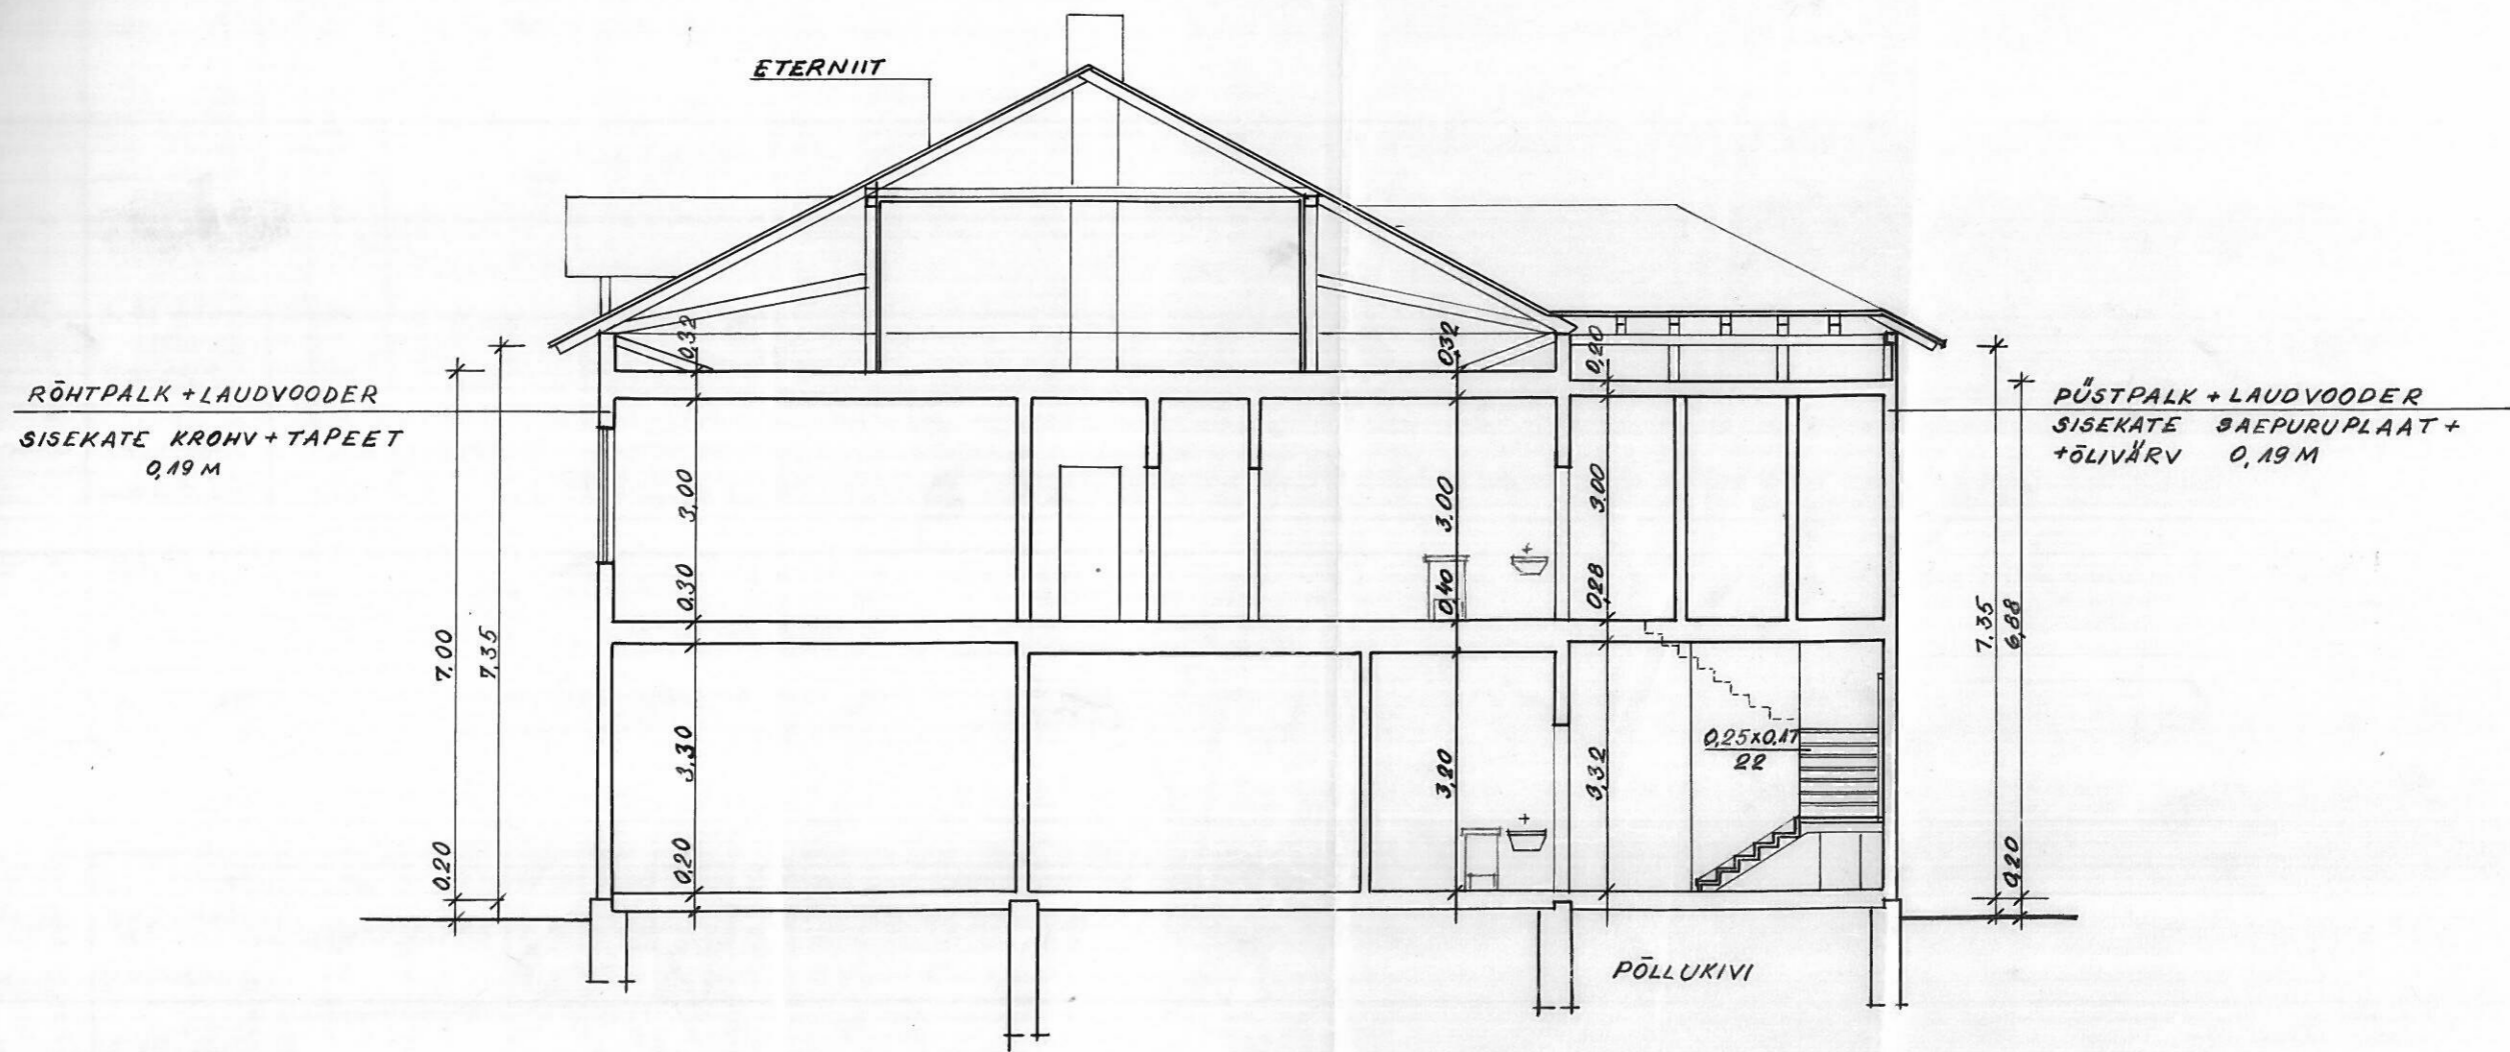 ETERNIIT
RÕHTPALK + LAUDVOODER
SISEKATE KROHV + TAPEET
0,19 M
PÜSTPALK + LAUDVOODER
SISEKATE SAEPURUPLAAT +
+ ÕLIVÄRV 0,19 M
7.00
0.20
7.35
0,32
3,00
0.30
3,30
0,20
0,32
3.00
0,40
3,20
0,20
3.00
0,28
3,32
0,25x0,17
22
7.35
6,88
0,20
PÕLLUKIVI